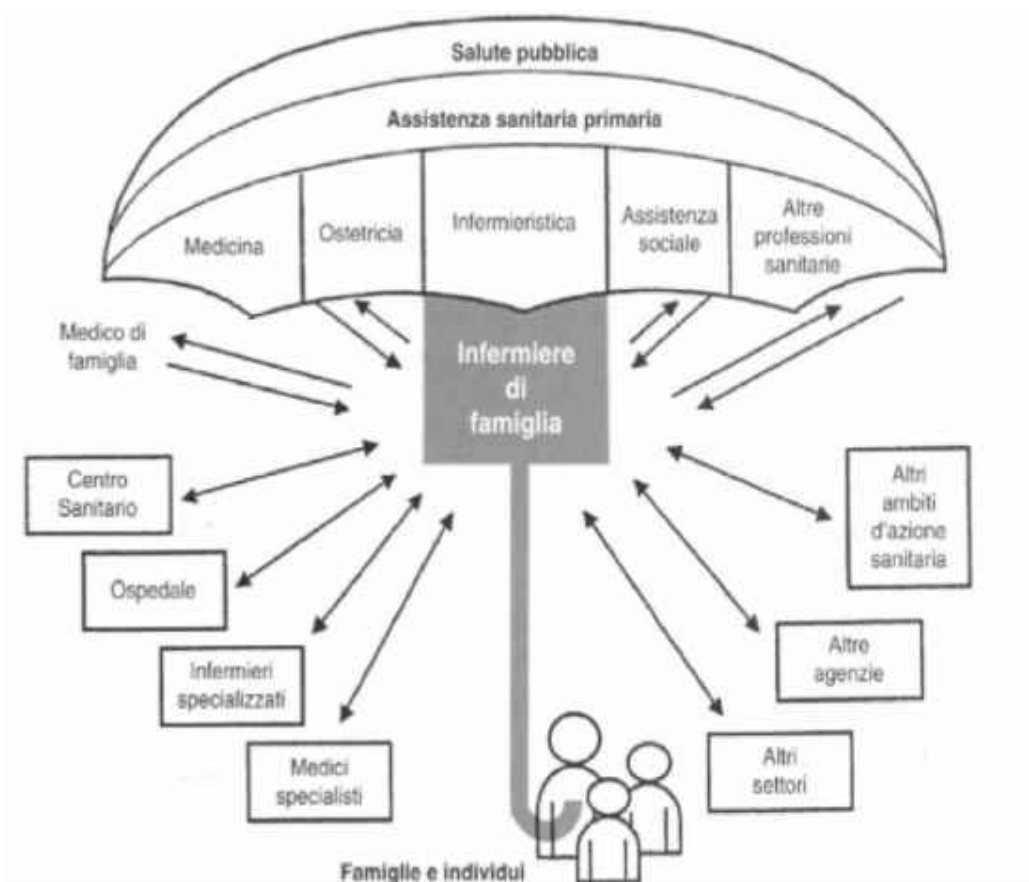 Salute pubblica
Assistenza sanitaria primaria
Medicina
Ostetricia
Infermieristica
Assistenza
sociale
Altre
professioni
sanitarie
Medico di
famiglia
Infermiere
di
famiglia
Centro
Sanitario
Ospedale
Infermieri
specializzati
Medici
specialisti
Altri
ambiti
d'azione
sanitaria
Altre
agenzie
Altri
settori
Famiglie e individui